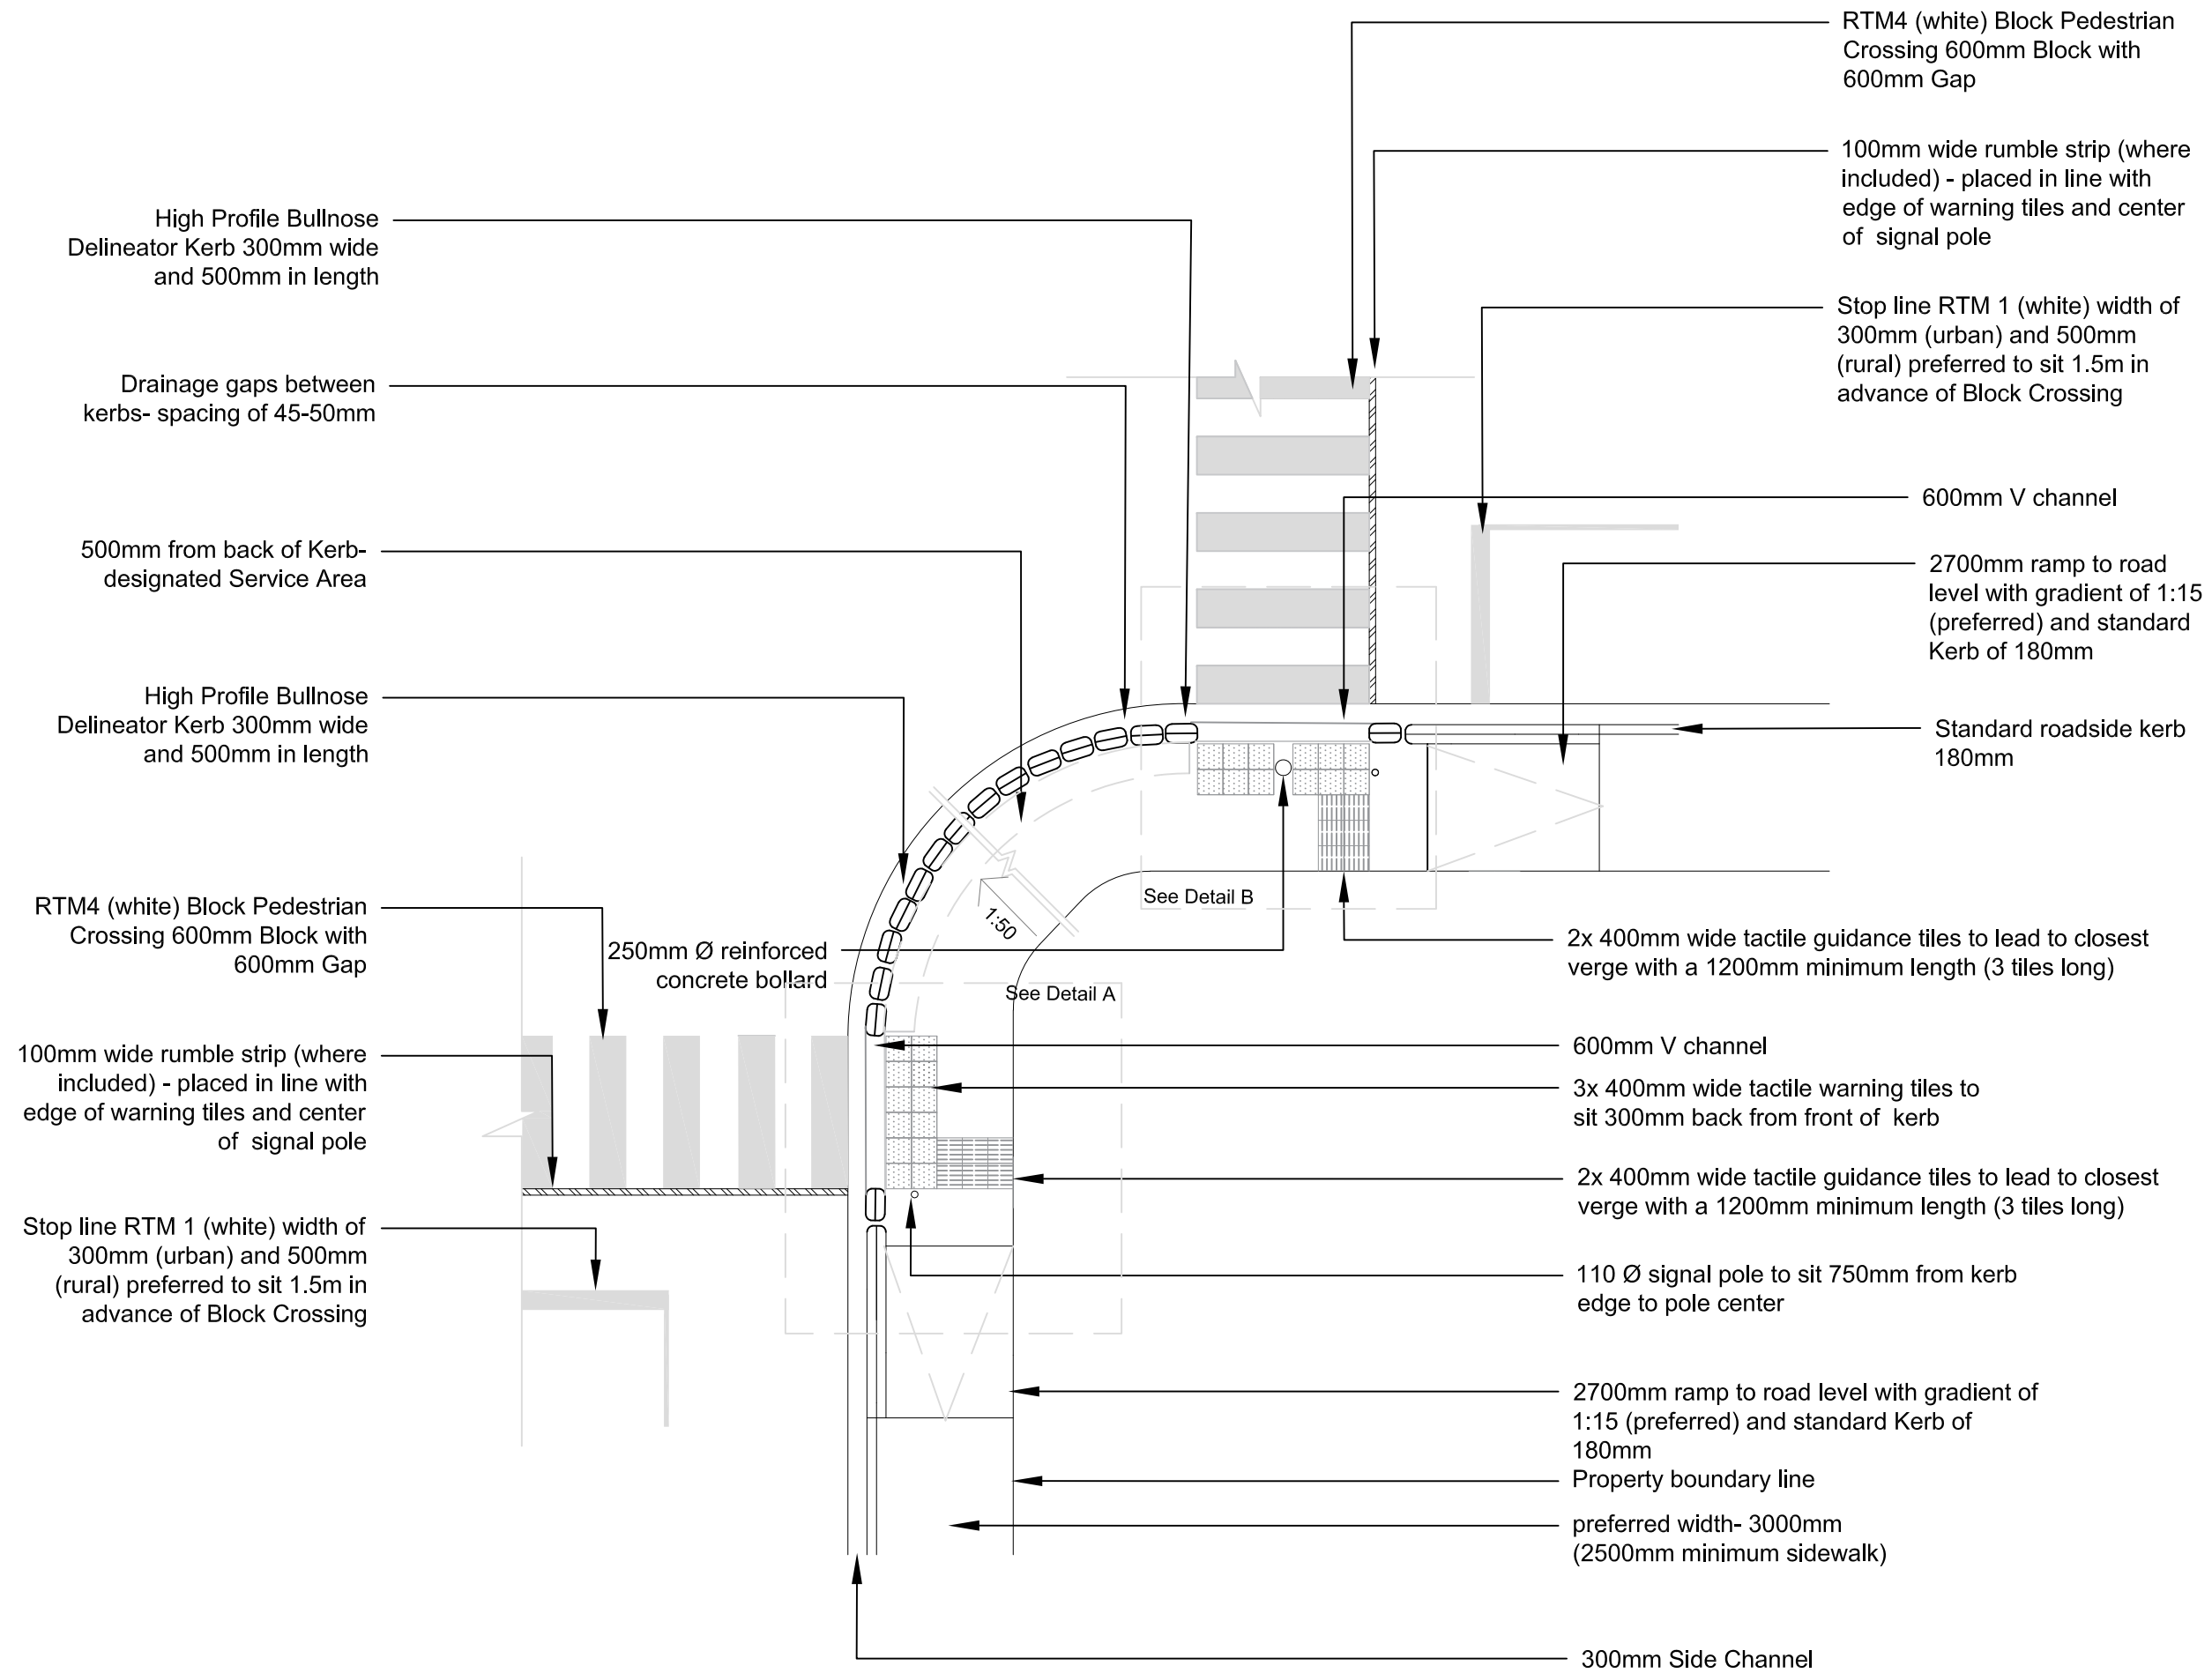 RTM4 (white) Block Pedestrian
Crossing 600mm Block with
600mm Gap
100mm wide rumble strip (where
included) - placed in line with
edge of warning tiles and center
of signal pole
High Profile Bullnose
Delineator Kerb 300mm wide
and 500mm in length
Stop line RTM 1 (white) width of
300mm (urban) and 500mm
(rural) preferred to sit 1.5m in
advance of Block Crossing
Drainage gaps between
kerbs- spacing of 45-50mm
600mm V channel
500mm from back of Kerb-
designated Service Area
2700mm ramp to road
level with gradient of 1:15
(preferred) and standard
Kerb of 180mm
High Profile Bullnose
Delineator Kerb 300mm wide
and 500mm in length
Standard roadside kerb
180mm
See Detail B
1:50
RTM4 (white) Block Pedestrian
Crossing 600mm Block with
600mm Gap
250mm Ø reinforced
concrete bollard
2x 400mm wide tactile guidance tiles to lead to closest
verge with a 1200mm minimum length (3 tiles long)
See Detail A
100mm wide rumble strip (where
included) - placed in line with
edge of warning tiles and center
of signal pole
600mm V channel
3x 400mm wide tactile warning tiles to
sit 300mm back from front of kerb
2x 400mm wide tactile guidance tiles to lead to closest
verge with a 1200mm minimum length (3 tiles long)
Stop line RTM 1 (white) width of
300mm (urban) and 500mm
(rural) preferred to sit 1.5m in
advance of Block Crossing
110 Ø signal pole to sit 750mm from kerb
edge to pole center
2700mm ramp to road level with gradient of
1:15 (preferred) and standard Kerb of
180mm
Property boundary line
preferred width- 3000mm
(2500mm minimum sidewalk)
300mm Side Channel